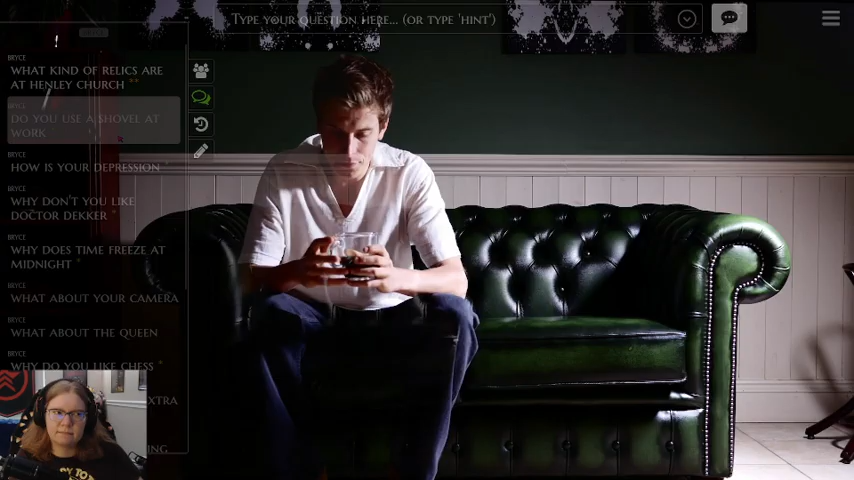 TYPE YOUR QUESTION HERE... (OR TYPE 'HINT')
BRYCE
WHAT KIND OF RELICS ARE
AT HENLEY CHURCH **
BRYCE
DO YOU USE A SHOVEL AT
WORK
BRYCE
HOW IS YOUR DEPRESSION *
BRYCE
WHY DON'T YOU LIKE
DOCTOR DEKKER *
BRYCE
WHY DOES TIME FREEZE AT
MIDNIGHT *
BRYCE
WHAT ABOUT YOUR CAMERA
BRYCE
WHAT ABOUT THE QUEEN
BRYCE
WHY DO YOU LIKE CHESS *
XTRA
ING